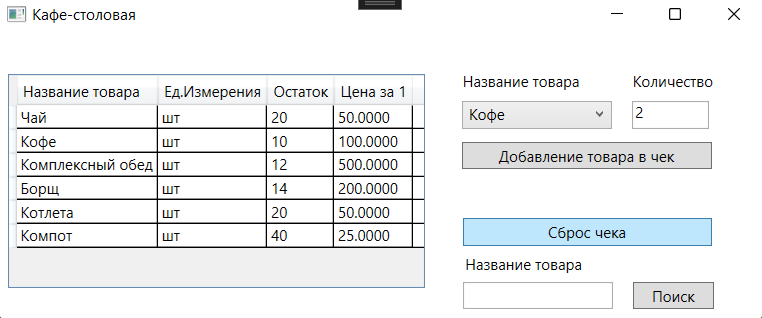 Кафе-столовая
Название товара Ед.Измерения Остаток Цена за 1
Чай шт 20 50.0000
Кофе шт 10 100.0000
Комплексный обед шт 12 500.0000
Борщ шт 14 200.0000
Котлета шт 20 50.0000
Компот шт 40 25.0000
Название товара Количество
Кофе 2
Добавление товара в чек
Сброс чека
Название товара
Поиск